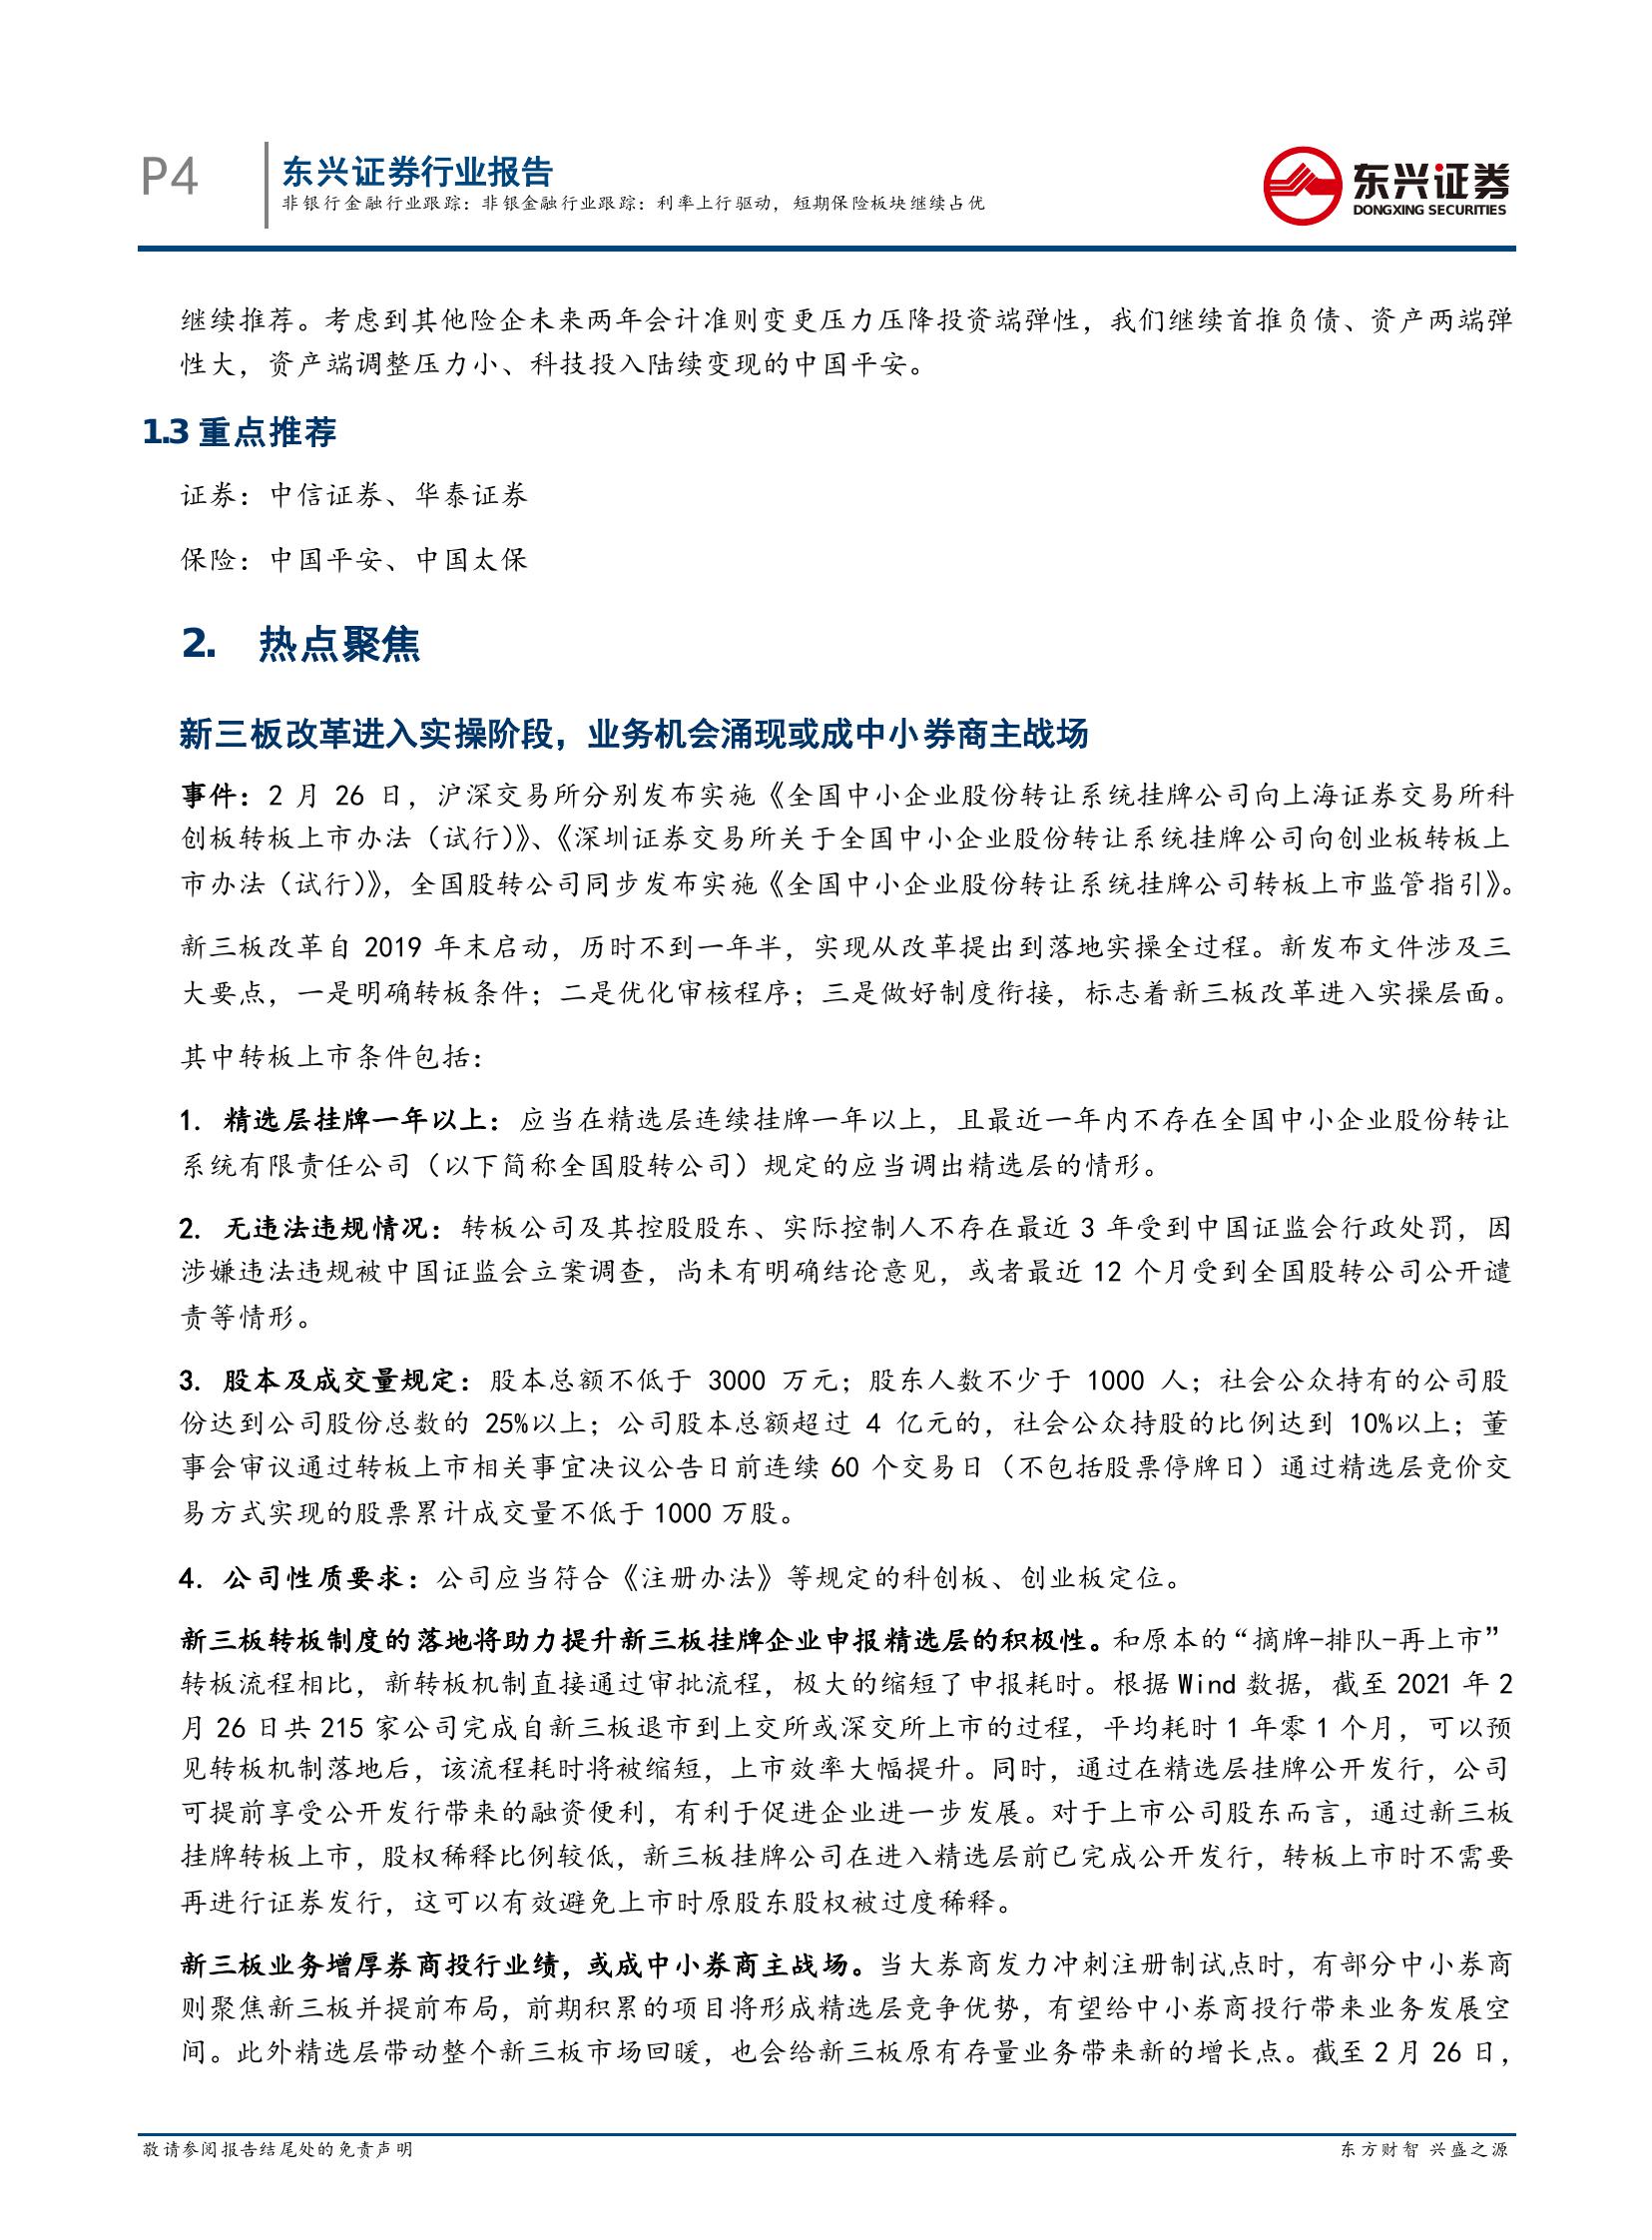 P4
东兴证券行业报告
非银行金融行业跟踪：非银金融行业跟踪：利率上行驱动，短期保险板块继续占优
东兴证券
DONGXING SECURITIES
继续推荐。考虑到其他险企未来两年会计准则变更压力压降投资端弹性，我们继续首推负债、资产两端弹
性大，资产端调整压力小、科技投入陆续变现的中国平安。
1.3 重点推荐
证券：中信证券、华泰证券
保险：中国平安、中国太保
2. 热点聚焦
新三板改革进入实操阶段，业务机会涌现或成中小券商主战场
事件：2 月 26 日，沪深交易所分别发布实施《全国中小企业股份转让系统挂牌公司向上海证券交易所科
创板转板上市办法（试行）》、《深圳证券交易所关于全国中小企业股份转让系统挂牌公司向创业板转板上
市办法（试行）》，全国股转公司同步发布实施《全国中小企业股份转让系统挂牌公司转板上市监管指引》。
新三板改革自 2019 年末启动，历时不到一年半，实现从改革提出到落地实操全过程。新发布文件涉及三
大要点，一是明确转板条件；二是优化审核程序；三是做好制度衔接，标志着新三板改革进入实操层面。
其中转板上市条件包括：
1. 精选层挂牌一年以上：应当在精选层连续挂牌一年以上，且最近一年内不存在全国中小企业股份转让
系统有限责任公司（以下简称全国股转公司）规定的应当调出精选层的情形。
2. 无违法违规情况：转板公司及其控股股东、实际控制人不存在最近 3 年受到中国证监会行政处罚，因
涉嫌违法违规被中国证监会立案调查，尚未有明确结论意见，或者最近 12 个月受到全国股转公司公开谴
责等情形。
3. 股本及成交量规定：股本总额不低于 3000 万元；股东人数不少于 1000 人；社会公众持有的公司股
份达到公司股份总数的 25%以上；公司股本总额超过 4 亿元的，社会公众持股的比例达到 10%以上；董
事会审议通过转板上市相关事宜决议公告日前连续 60 个交易日（不包括股票停牌日）通过精选层竞价交
易方式实现的股票累计成交量不低于 1000 万股。
4. 公司性质要求：公司应当符合《注册办法》等规定的科创板、创业板定位。
新三板转板制度的落地将助力提升新三板挂牌企业申报精选层的积极性。和原本的“摘牌-排队-再上市”
转板流程相比，新转板机制直接通过审批流程，极大的缩短了申报耗时。根据 Wind 数据，截至 2021 年 2
月 26 日共 215 家公司完成自新三板退市到上交所或深交所上市的过程，平均耗时 1 年零 1 个月，可以预
见转板机制落地后，该流程耗时将被缩短，上市效率大幅提升。同时，通过在精选层挂牌公开发行，公司
可提前享受公开发行带来的融资便利，有利于促进企业进一步发展。对于上市公司股东而言，通过新三板
挂牌转板上市，股权稀释比例较低，新三板挂牌公司在进入精选层前已完成公开发行，转板上市时不需要
再进行证券发行，这可以有效避免上市时原股东股权被过度稀释。
新三板业务增厚券商投行业绩，或成中小券商主战场。当大券商发力冲刺注册制试点时，有部分中小券商
则聚焦新三板并提前布局，前期积累的项目将形成精选层竞争优势，有望给中小券商投行带来业务发展空
间。此外精选层带动整个新三板市场回暖，也会给新三板原有存量业务带来新的增长点。截至 2 月 26 日，
敬请参阅报告结尾处的免责声明
东方财智 兴盛之源